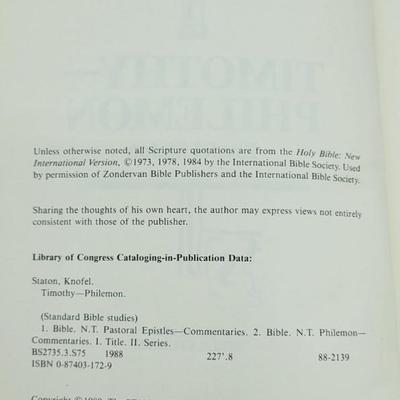 TIMOTHY—
PHILEMON
Unless otherwise noted, all Scripture quotations are from the Holy Bible: New
International Version, ©1973, 1978, 1984 by the International Bible Society. Used
by permission of Zondervan Bible Publishers and the International Bible Society.
Sharing the thoughts of his own heart, the author may express views not entirely
consistent with those of the publisher.
Library of Congress Cataloging-in-Publication Data:
Staton, Knofel.
Timothy—Philemon.
(Standard Bible studies)
1. Bible. N.T. Pastoral Epistles—Commentaries. 2. Bible. N.T. Philemon—
Commentaries. I. Title. II. Series.
BS2735.3.S75 1988 227'.8 88-2139
ISBN 0-87403-172-9